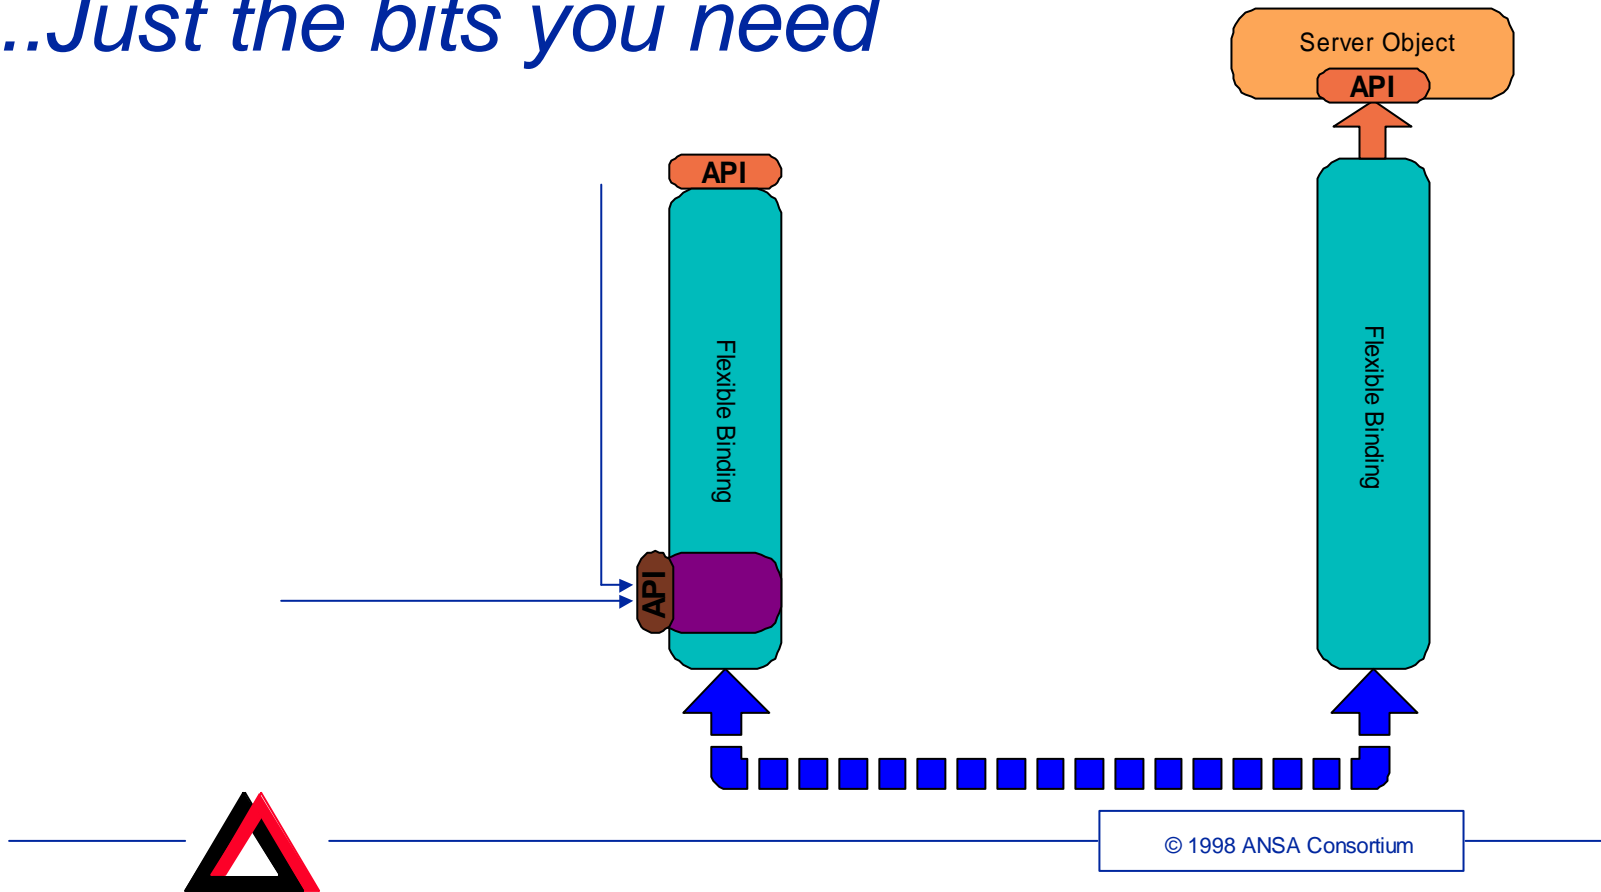 ..Just the bits you need
Server Object
API
API
Flexible Binding
Flexible Binding
API
© 1998 ANSA Consortium